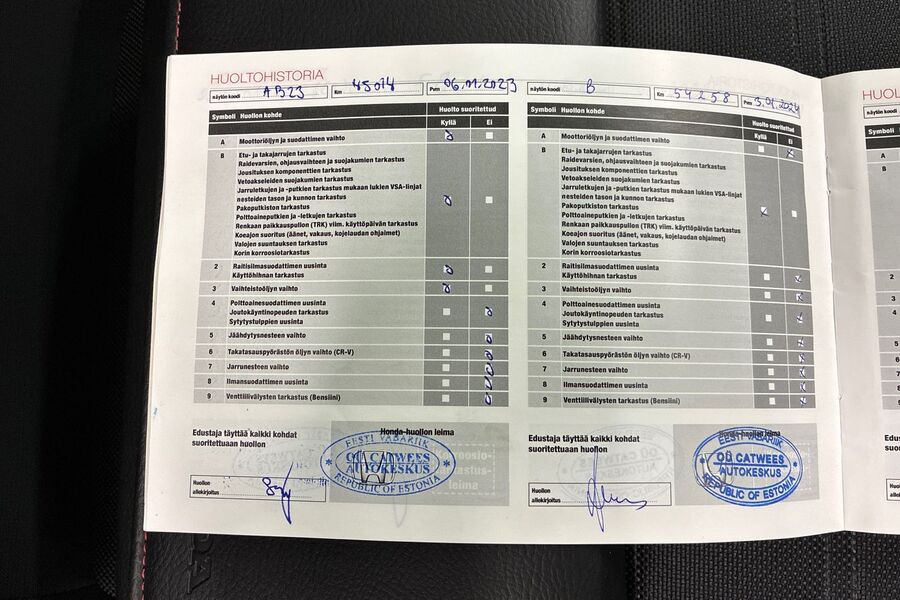 HUOLTOHISTORIA
näytön koodi AB23 Km 45014 Pvm 06.01.2023
Symboli Huollon kohde Huolto suoritettu
Kyllä Ei
A Moottoriöljyn ja suodattimen vaihto
B Etu- ja takajarrujen tarkastus
Raidevarsien, ohjausvaihteen ja suojakumien tarkastus
Jousituksen komponenttien tarkastus
Vetoakseleiden suojakumien tarkastus
Jarruletkujen ja -putkien tarkastus mukaan lukien VSA-linjat
nesteiden tason ja kunnon tarkastus
Pakoputkiston tarkastus
Polttoaineputkien ja -letkujen tarkastus
Renkaan paikkauspullon (TRK) viim. käyttöpäivän tarkastus
Koeajon suoritus (äänet, vakaus, kojelaudan ohjaimet)
Valojen suuntauksen tarkastus
Korin korroosiotarkastus
2 Raitisilmasuodattimen uusinta
Käyttöhihnan tarkastus
3 Vaihteistoöljyn vaihto
4 Polttoainesuodattimen uusinta
Joutokäyntinopeuden tarkastus
Sytytystulppien uusinta
5 Jäähdytysnesteen vaihto
6 Takatasauspyörästön öljyn vaihto (CR-V)
7 Jarrunesteen vaihto
8 Ilmansuodattimen uusinta
9 Venttiilivälysten tarkastus (Bensiini)
Edustaja täyttää kaikki kohdat
suoritettuaan huollon
Honda-huollon leima
EESTI VABARIIK
OÜ CATWEES
AUTOKESKUS
REPUBLIC OF ESTONIA
Huollon
allekirjoitus
näytön koodi B Km 54258 Pvm 3.01.2024
Symboli Huollon kohde Huolto suoritettu
Kyllä Ei
A Moottoriöljyn ja suodattimen vaihto
B Etu- ja takajarrujen tarkastus
Raidevarsien, ohjausvaihteen ja suojakumien tarkastus
Jousituksen komponenttien tarkastus
Vetoakseleiden suojakumien tarkastus
Jarruletkujen ja -putkien tarkastus mukaan lukien VSA-linjat
nesteiden tason ja kunnon tarkastus
Pakoputkiston tarkastus
Polttoaineputkien ja -letkujen tarkastus
Renkaan paikkauspullon (TRK) viim. käyttöpäivän tarkastus
Koeajon suoritus (äänet, vakaus, kojelaudan ohjaimet)
Valojen suuntauksen tarkastus
Korin korroosiotarkastus
2 Raitisilmasuodattimen uusinta
Käyttöhihnan tarkastus
3 Vaihteistoöljyn vaihto
4 Polttoainesuodattimen uusinta
Joutokäyntinopeuden tarkastus
Sytytystulppien uusinta
5 Jäähdytysnesteen vaihto
6 Takatasauspyörästön öljyn vaihto (CR-V)
7 Jarrunesteen vaihto
8 Ilmansuodattimen uusinta
9 Venttiilivälysten tarkastus (Bensiini)
Edustaja täyttää kaikki kohdat
suoritettuaan huollon
Honda-huollon leima
EESTI VABARIIK
OÜ CATWEES
AUTOKESKUS
REPUBLIC OF ESTONIA
Huollon
allekirjoitus